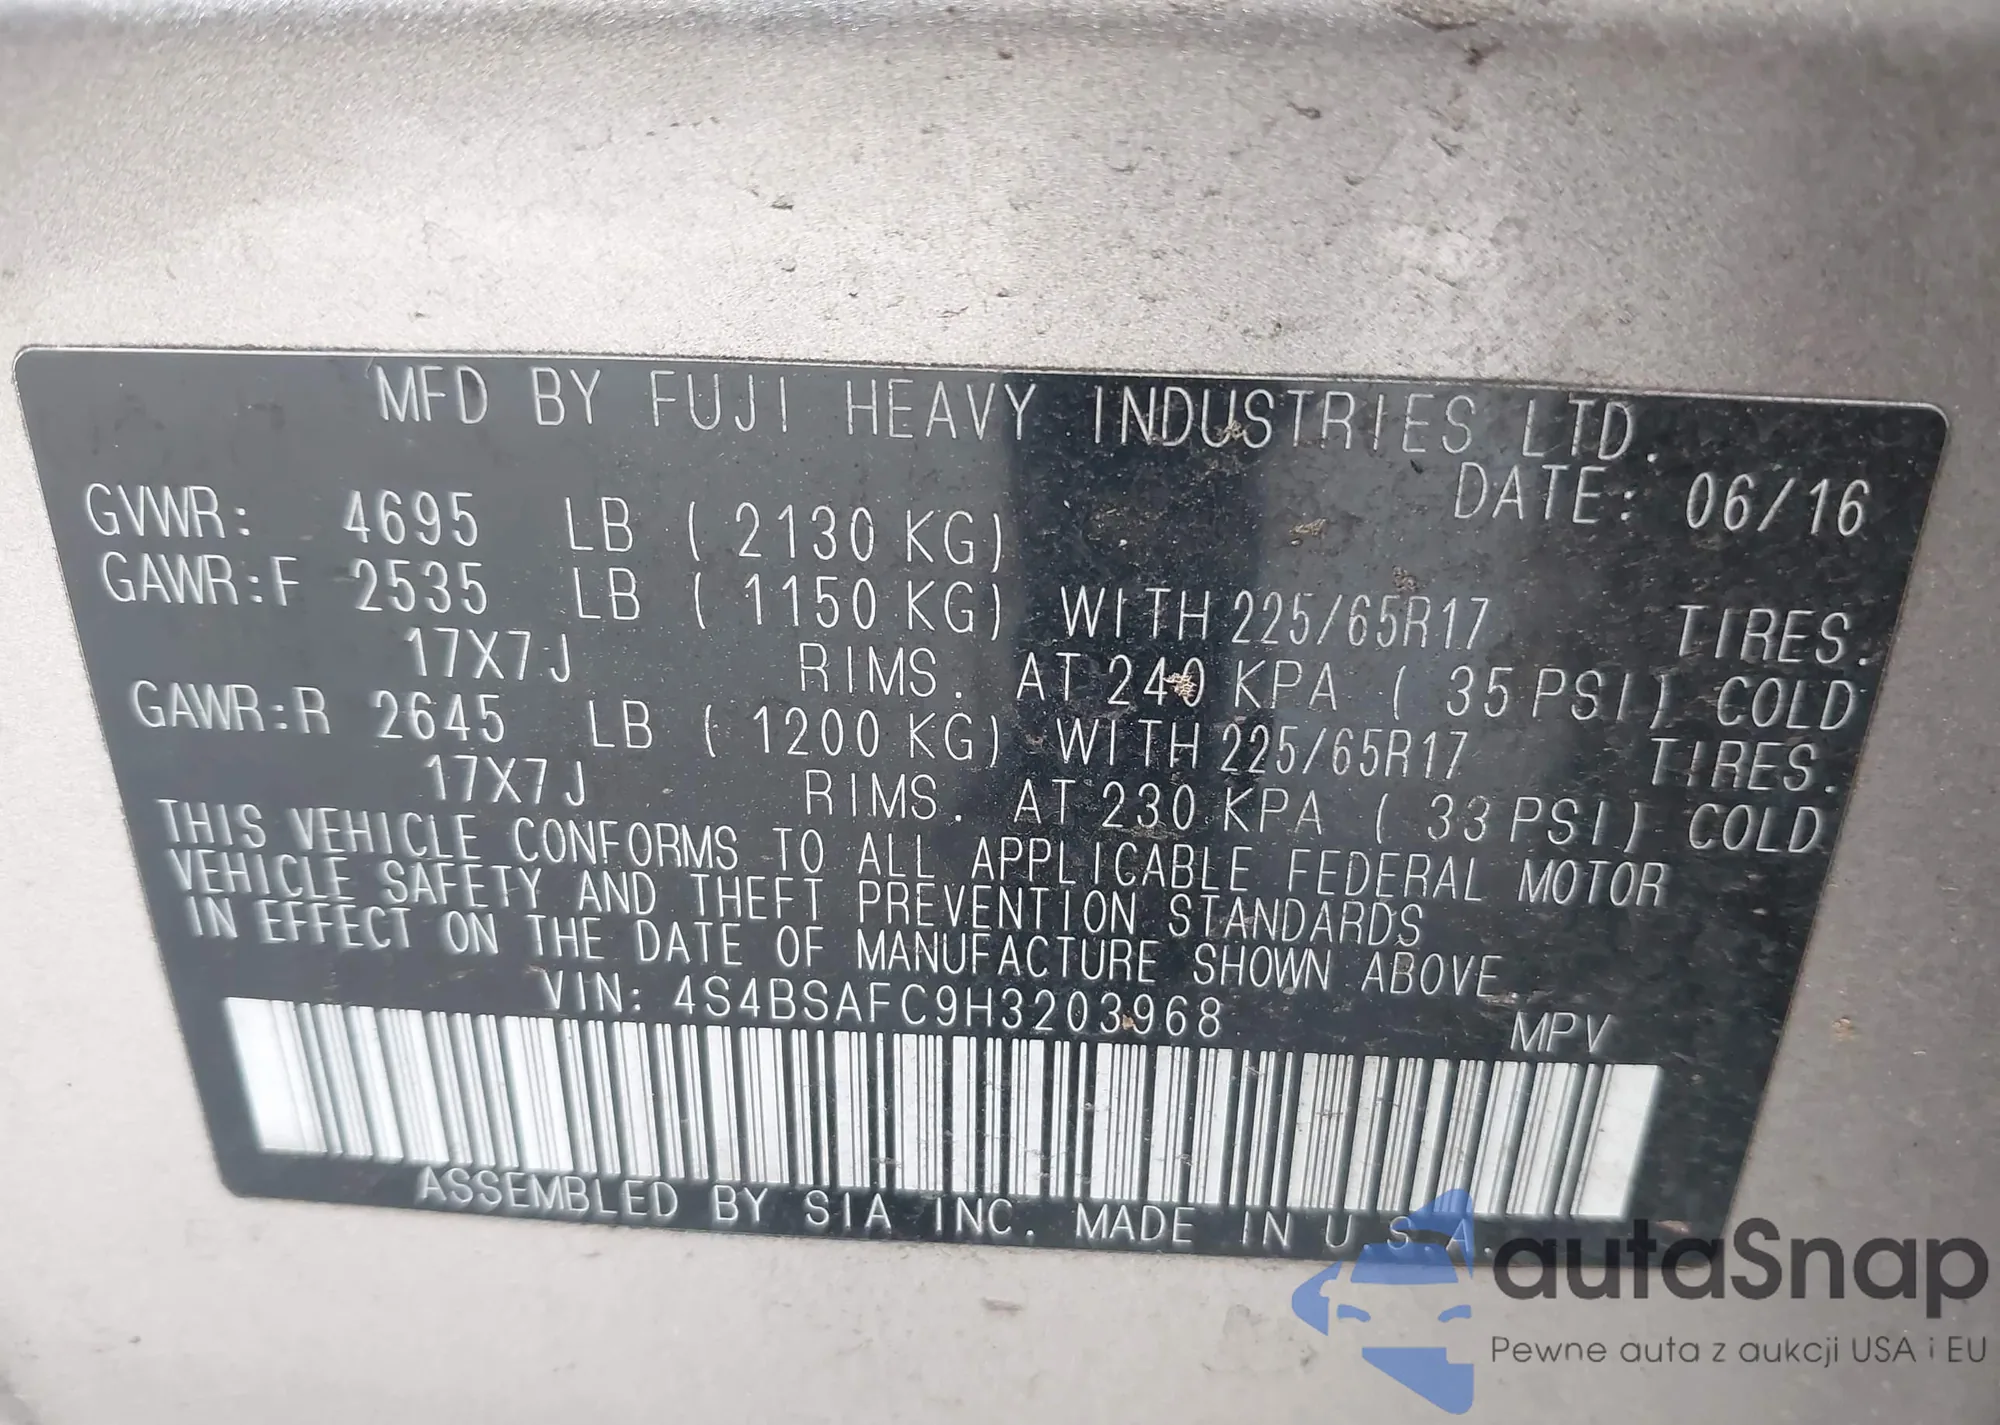 MFD BY FUJI HEAVY INDUSTRIES LTD.
DATE: 06/16
GVWR: 4695 LB ( 2130 KG)
GAWR:F 2535 LB ( 1150 KG) WITH 225/65R17 TIRES.
17X7J RIMS. AT 240 KPA ( 35 PSI) COLD
GAWR:R 2645 LB ( 1200 KG) WITH 225/65R17 TIRES.
17X7J RIMS. AT 230 KPA ( 33 PSI) COLD
THIS VEHICLE CONFORMS TO ALL APPLICABLE FEDERAL MOTOR
VEHICLE SAFETY AND THEFT PREVENTION STANDARDS
IN EFFECT ON THE DATE OF MANUFACTURE SHOWN ABOVE.
VIN: 4S4BSAFC9H3203968 MPV
ASSEMBLED BY SIA INC. MADE IN U.S.A.
autaSnap
Pewne auta z aukcji USA i EU